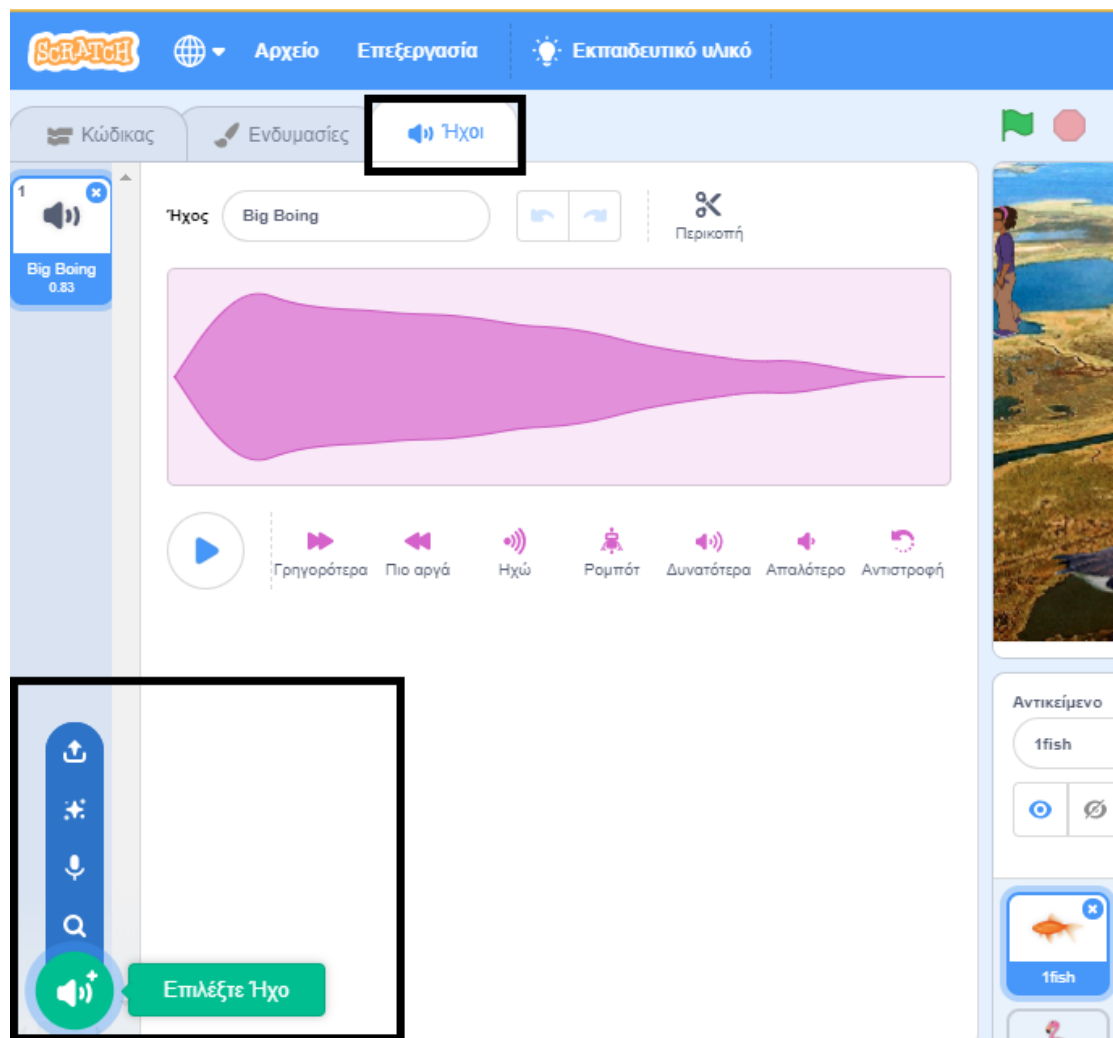 SCRATCH Αρχείο Επεξεργασία Εκπαιδευτικό υλικό
Κώδικας Ενδυμασίες Ήχοι
1
Big Boing
0.83
Ήχος Big Boing
Περικοπή
Γρηγορότερα Πιο αργά Ηχώ Ρομπότ Δυνατότερα Απαλότερο Αντιστροφή
Επιλέξτε Ήχο
Αντικείμενο
1fish
1fish